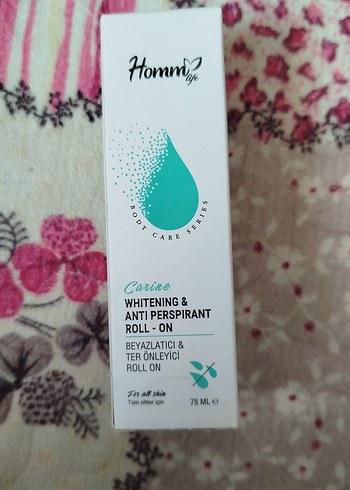 Homm
life
BODY CARE SERIES
Carine
WHITENING &
ANTI PERSPIRANT
ROLL - ON
BEYAZLATICI &
TER ÖNLEYİCİ
ROLL ON
For all skin
Tüm ciltler için
75 ML ℮